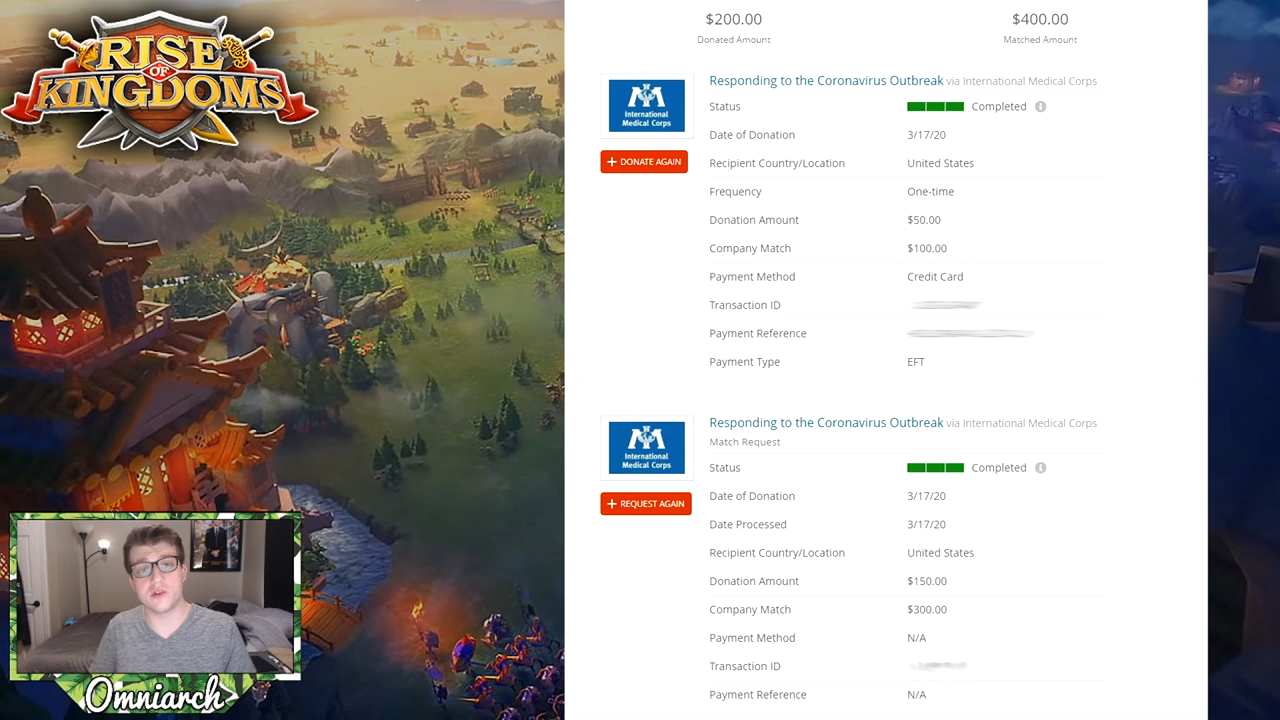 RISE
OF
KINGDOMS
Omniarch
$200.00
Donated Amount
$400.00
Matched Amount
International
Medical Corps
+ DONATE AGAIN
Responding to the Coronavirus Outbreak via International Medical Corps
Status Completed
Date of Donation 3/17/20
Recipient Country/Location United States
Frequency One-time
Donation Amount $50.00
Company Match $100.00
Payment Method Credit Card
Transaction ID
Payment Reference
Payment Type EFT
International
Medical Corps
+ REQUEST AGAIN
Responding to the Coronavirus Outbreak via International Medical Corps
Match Request
Status Completed
Date of Donation 3/17/20
Date Processed 3/17/20
Recipient Country/Location United States
Donation Amount $150.00
Company Match $300.00
Payment Method N/A
Transaction ID
Payment Reference N/A